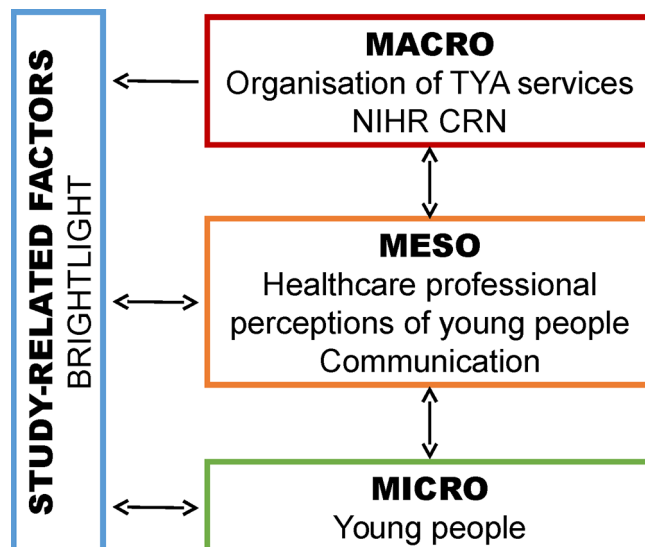 STUDY-RELATED FACTORS
BRIGHTLIGHT
MACRO
Organisation of TYA services
NIHR CRN
MESO
Healthcare professional
perceptions of young people
Communication
MICRO
Young people